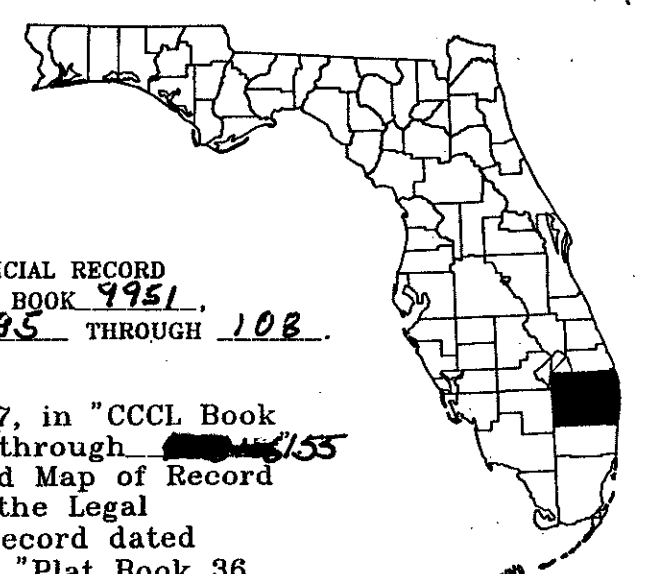 CIAL RECORD
BOOK 9951,
95 THROUGH 108.
7, in "CCCL Book
through 155
d Map of Record
the Legal
ecord dated
"Plat Book 36